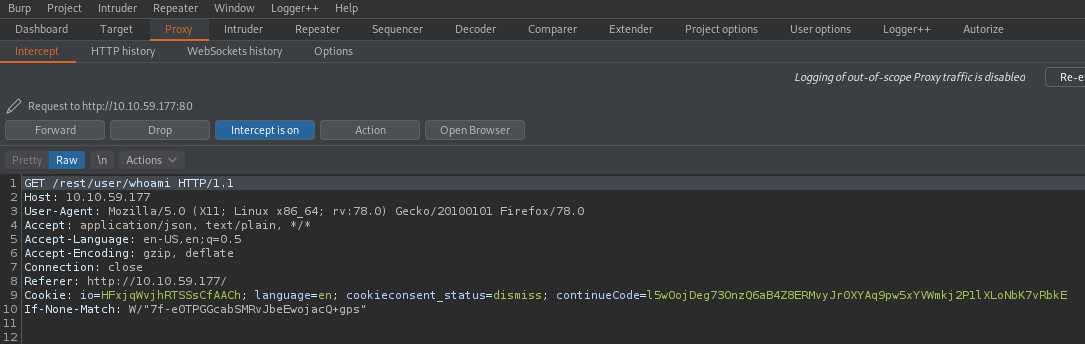 Burp Project Intruder Repeater Window Logger++ Help
Dashboard Target Proxy Intruder Repeater Sequencer Decoder Comparer Extender Project options User options Logger++ Autorize
Intercept HTTP history WebSockets history Options
Logging of out-of-scope Proxy traffic is disabled Re-e
Request to http://10.10.59.177:80
Forward Drop Intercept is on Action Open Browser
Pretty Raw \n Actions
1 GET /rest/user/whoami HTTP/1.1
2 Host: 10.10.59.177
3 User-Agent: Mozilla/5.0 (X11; Linux x86_64; rv:78.0) Gecko/20100101 Firefox/78.0
4 Accept: application/json, text/plain, */*
5 Accept-Language: en-US,en;q=0.5
6 Accept-Encoding: gzip, deflate
7 Connection: close
8 Referer: http://10.10.59.177/
9 Cookie: io=HFxjqWvjhRTSSsCfAACh; language=en; cookieconsent_status=dismiss; continueCode=l5wOojDeg73OnzQ6aB4Z8ERMvyJrOXYAq9pw5xYVWmkj2P1lXLoNbK7vRbkE
10 If-None-Match: W/"7f-e0TPGGcabSMRvJbeEwojacQ+gps"
11
12